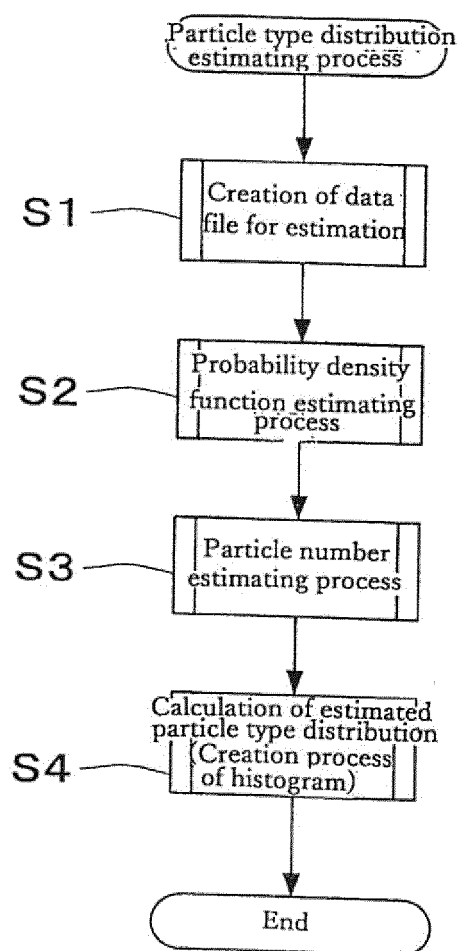 Particle type distribution
estimating process
S1
Creation of data
file for estimation
S2
Probability density
function estimating
process
S3
Particle number
estimating process
S4
Calculation of estimated
particle type distribution
(Creation process
of histogram)
End